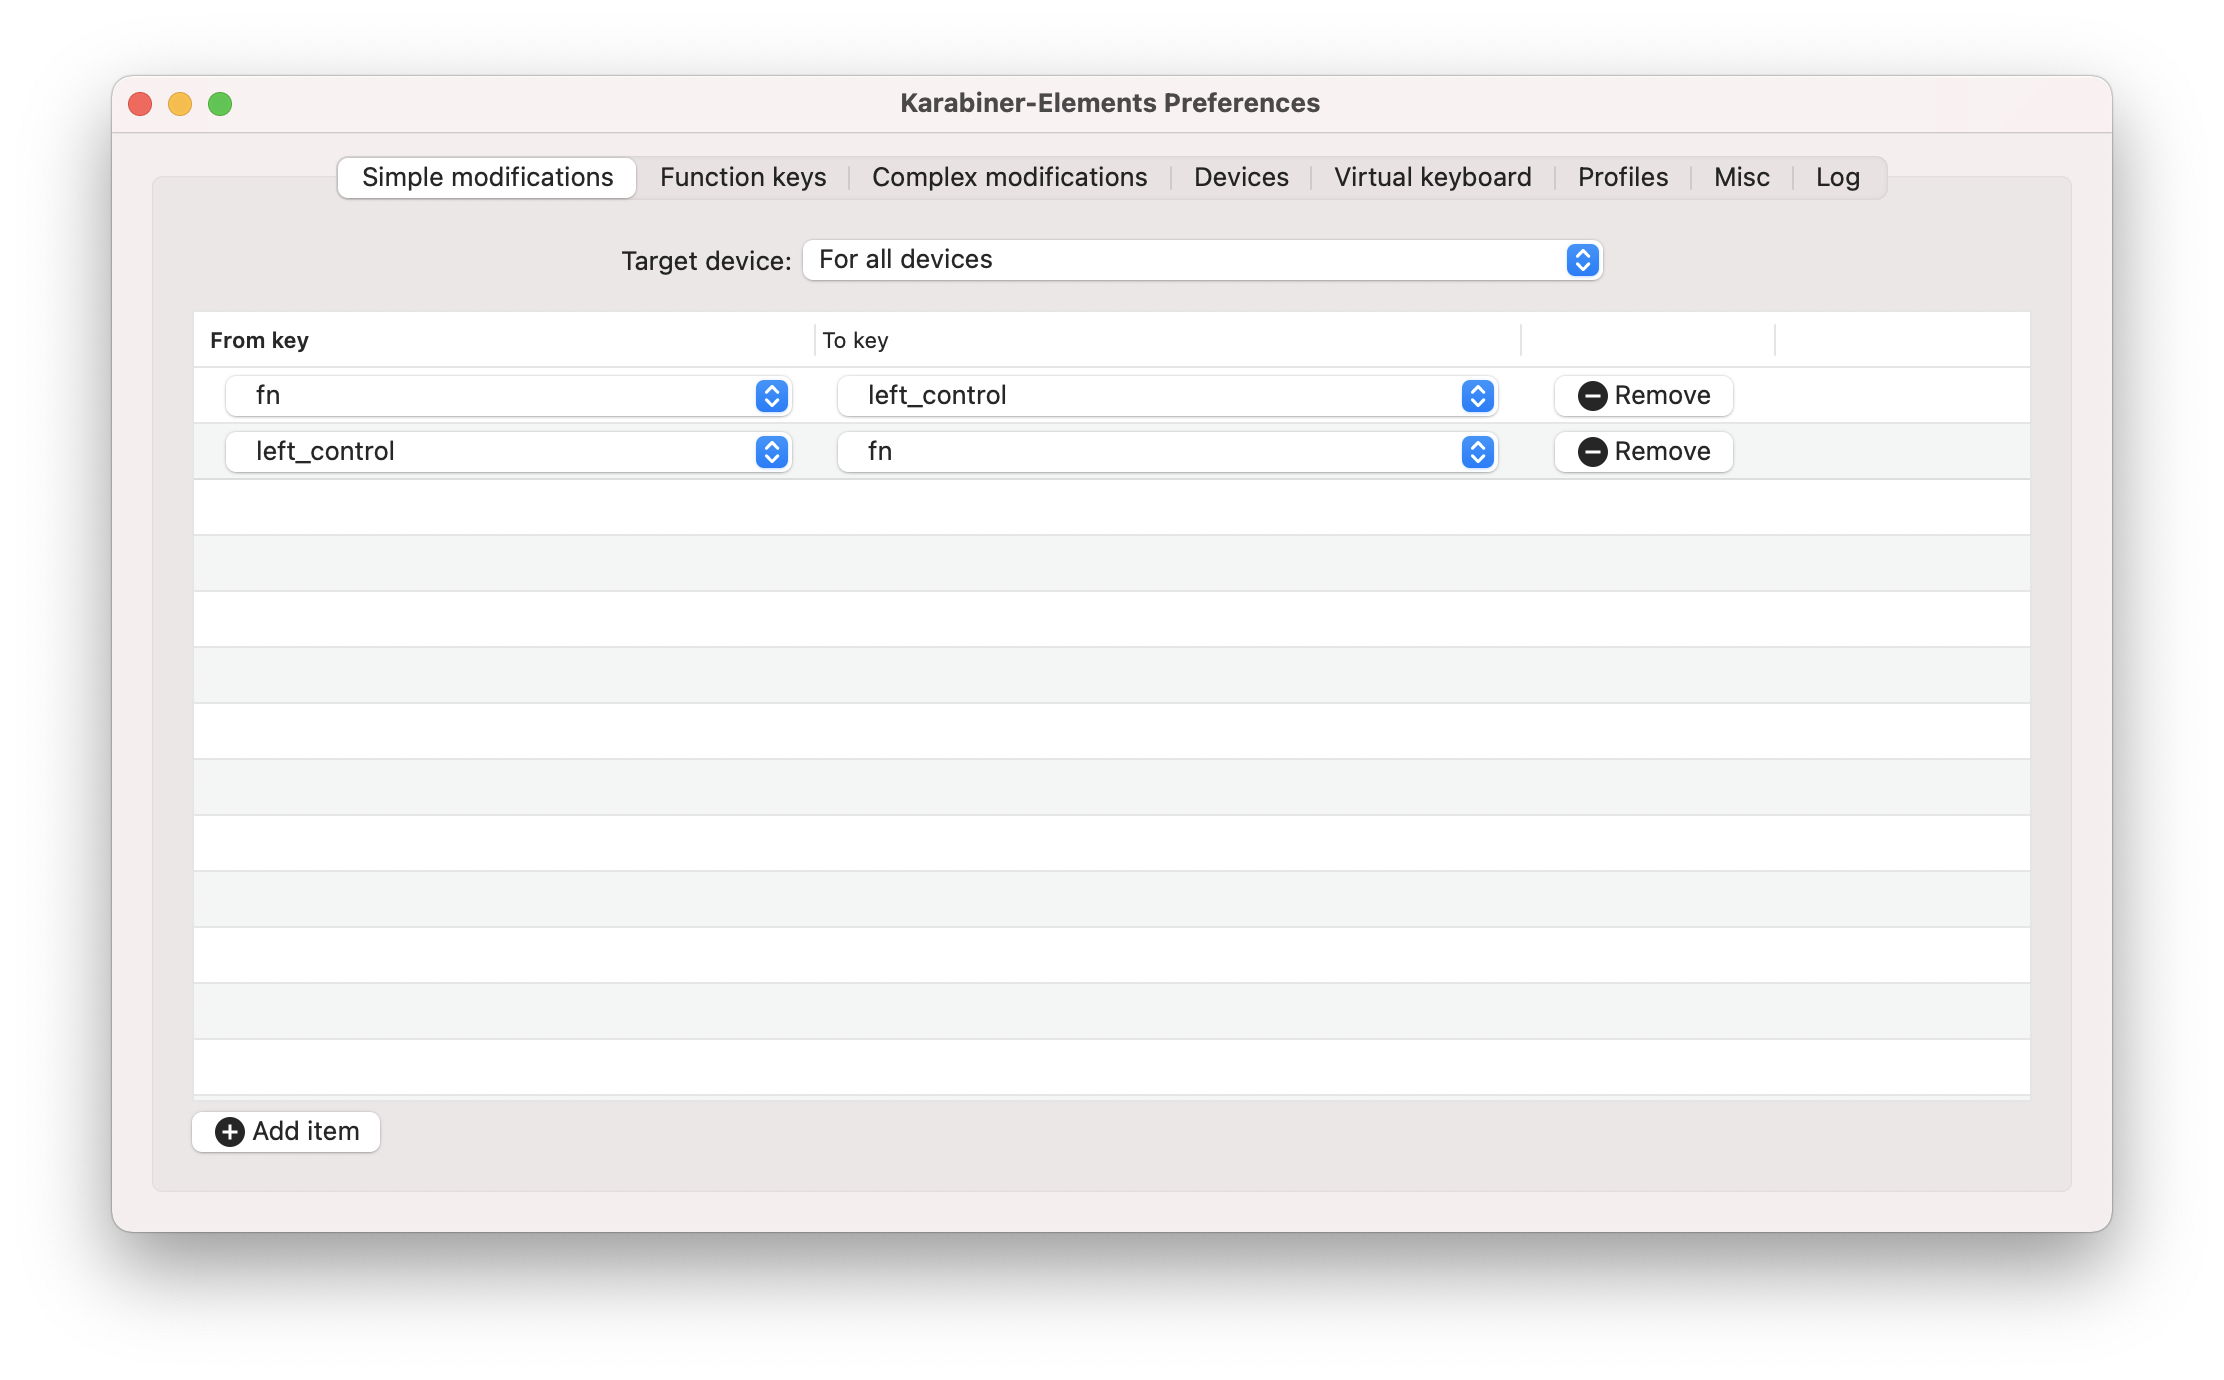 Karabiner-Elements Preferences
Simple modifications Function keys Complex modifications Devices Virtual keyboard Profiles Misc Log
Target device: For all devices
From key To key
fn left_control Remove
left_control fn Remove
Add item